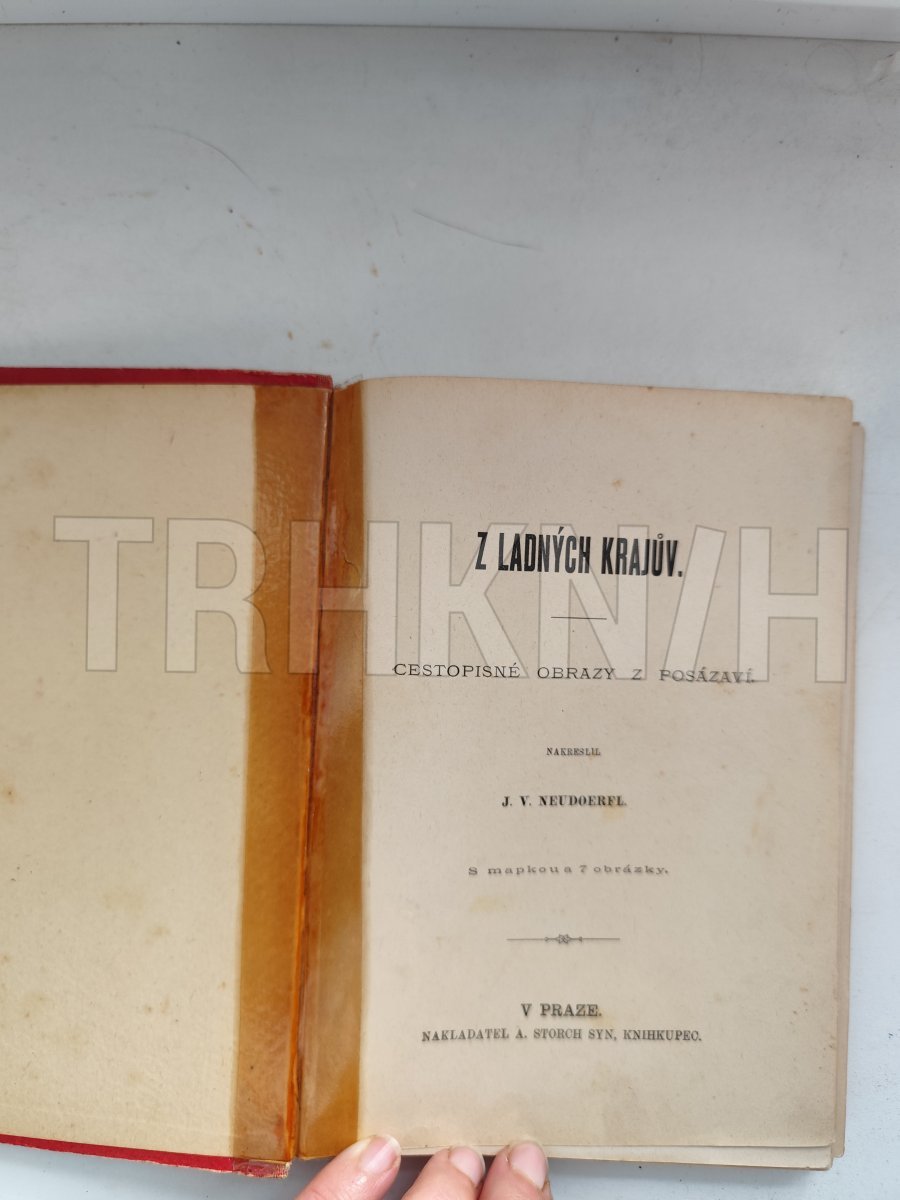 TRHKNIH
Z LADNÝCH KRAJŮV.
CESTOPISNÉ OBRAZY Z POSÁZAVÍ.
NAKRESLIL
J. V. NEUDOERFL.
S mapkou a 7 obrázky.
V PRAZE.
NAKLADATEL A. STORCH SYN, KNIHKUPEC.